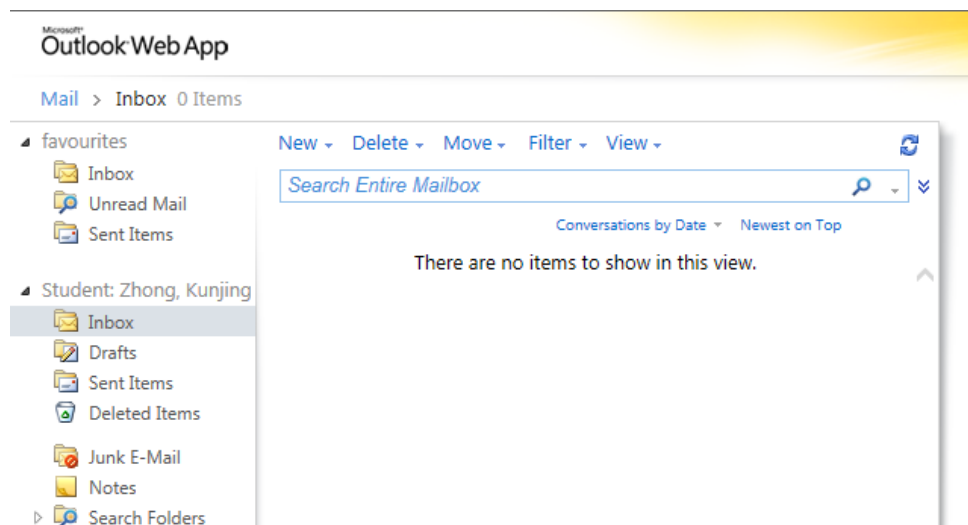 Microsoft®
Outlook Web App
Mail > Inbox 0 Items
favourites
Inbox
Unread Mail
Sent Items
Student: Zhong, Kunjing
Inbox
Drafts
Sent Items
Deleted Items
Junk E-Mail
Notes
Search Folders
New Delete Move Filter View
Search Entire Mailbox
Conversations by Date Newest on Top
There are no items to show in this view.